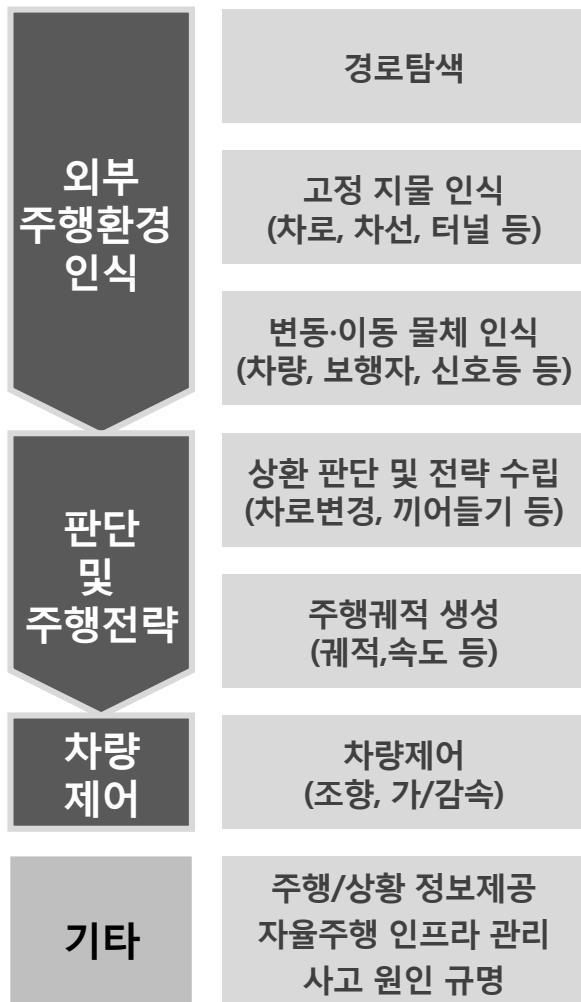 외부
주행환경
인식
경로탐색
고정 지물 인식
(차로, 차선, 터널 등)
변동·이동 물체 인식
(차량, 보행자, 신호등 등)
판단
및
주행전략
상환 판단 및 전략 수립
(차로변경, 끼어들기 등)
주행궤적 생성
(궤적,속도 등)
차량
제어
차량제어
(조향, 가/감속)
기타
주행/상황 정보제공
자율주행 인프라 관리
사고 원인 규명